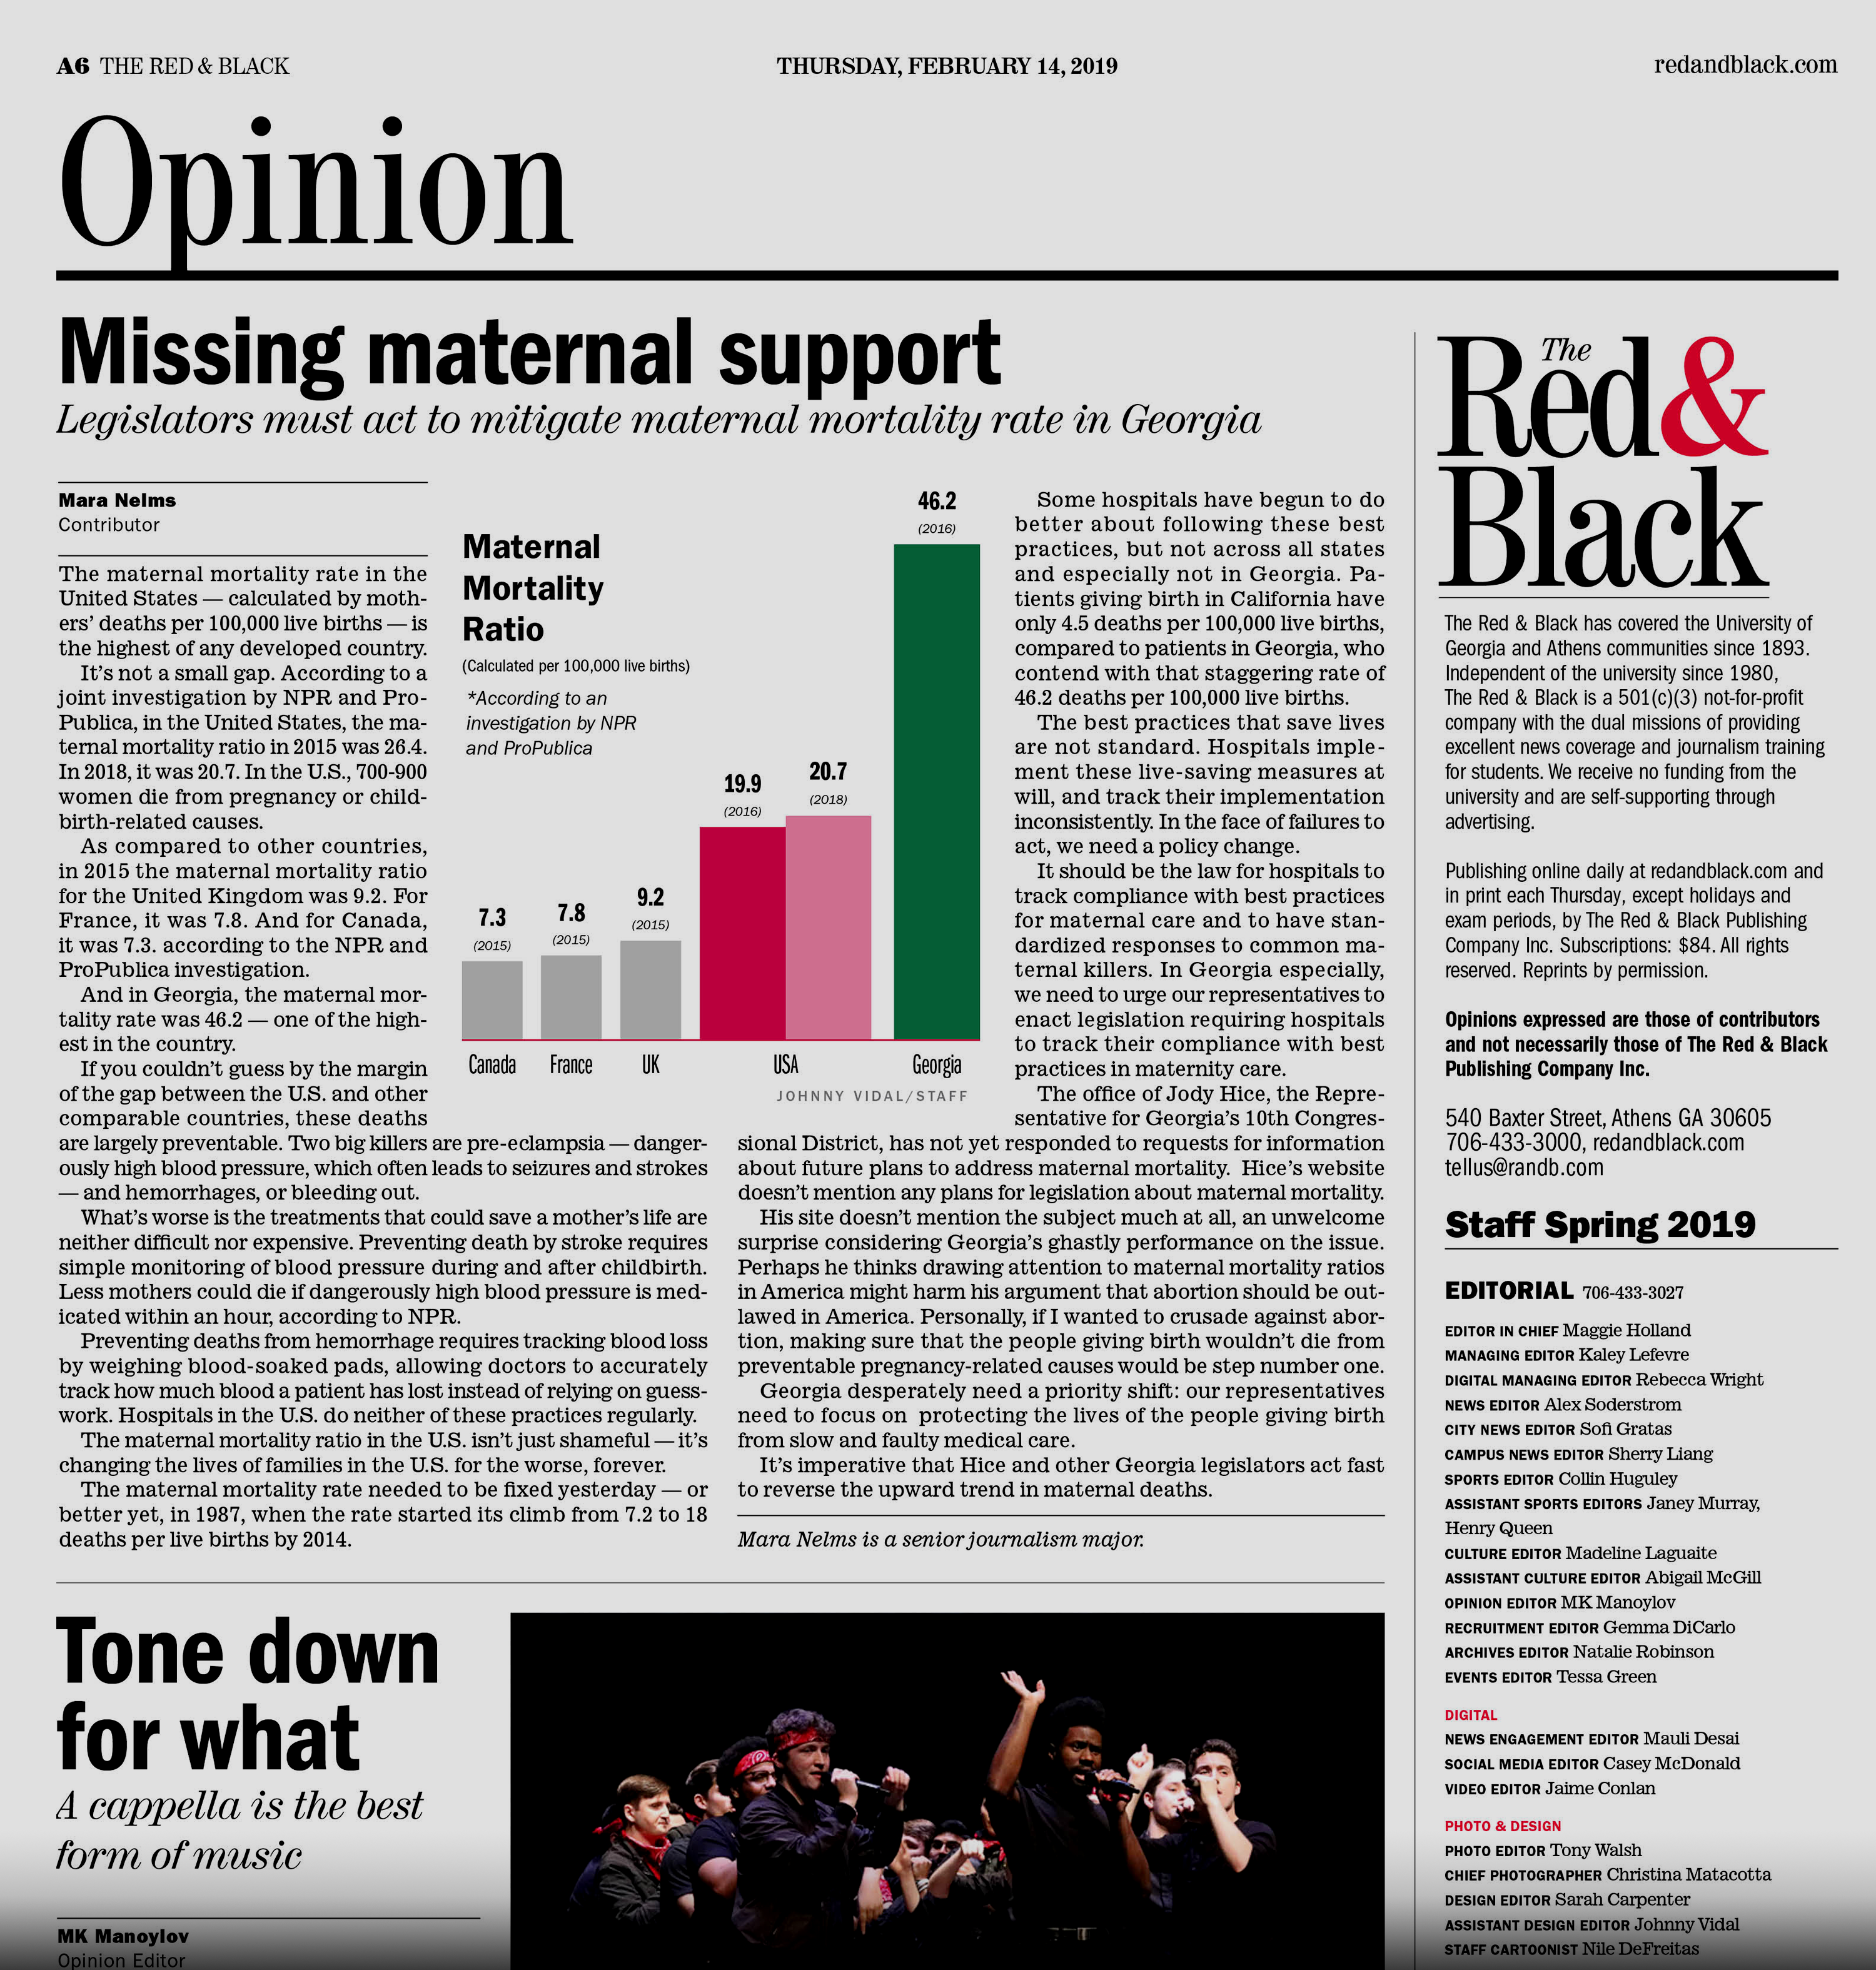 A6 THE RED & BLACK
THURSDAY, FEBRUARY 14, 2019
redandblack.com
Opinion
Missing maternal support
Legislators must act to mitigate maternal mortality rate in Georgia
Mara Nelms
Contributor
The maternal mortality rate in the
United States — calculated by moth-
ers’ deaths per 100,000 live births — is
the highest of any developed country.
It’s not a small gap. According to a
joint investigation by NPR and Pro-
Publica, in the United States, the ma-
ternal mortality ratio in 2015 was 26.4.
In 2018, it was 20.7. In the U.S., 700-900
women die from pregnancy or child-
birth-related causes.
As compared to other countries,
in 2015 the maternal mortality ratio
for the United Kingdom was 9.2. For
France, it was 7.8. And for Canada,
it was 7.3. according to the NPR and
ProPublica investigation.
And in Georgia, the maternal mor-
tality rate was 46.2 — one of the high-
est in the country.
If you couldn’t guess by the margin
of the gap between the U.S. and other
comparable countries, these deaths
are largely preventable. Two big killers are pre-eclampsia — danger-
ously high blood pressure, which often leads to seizures and strokes
— and hemorrhages, or bleeding out.
What’s worse is the treatments that could save a mother’s life are
neither difficult nor expensive. Preventing death by stroke requires
simple monitoring of blood pressure during and after childbirth.
Less mothers could die if dangerously high blood pressure is med-
icated within an hour, according to NPR.
Preventing deaths from hemorrhage requires tracking blood loss
by weighing blood-soaked pads, allowing doctors to accurately
track how much blood a patient has lost instead of relying on guess-
work. Hospitals in the U.S. do neither of these practices regularly.
The maternal mortality ratio in the U.S. isn’t just shameful — it’s
changing the lives of families in the U.S. for the worse, forever.
The maternal mortality rate needed to be fixed yesterday — or
better yet, in 1987, when the rate started its climb from 7.2 to 18
deaths per live births by 2014.
Maternal
Mortality
Ratio
(Calculated per 100,000 live births)
*According to an
investigation by NPR
and ProPublica
7.3
(2015)
7.8
(2015)
9.2
(2015)
19.9
(2016)
20.7
(2018)
46.2
(2016)
Canada France UK USA Georgia
JOHNNY VIDAL/STAFF
Some hospitals have begun to do
better about following these best
practices, but not across all states
and especially not in Georgia. Pa-
tients giving birth in California have
only 4.5 deaths per 100,000 live births,
compared to patients in Georgia, who
contend with that staggering rate of
46.2 deaths per 100,000 live births.
The best practices that save lives
are not standard. Hospitals imple-
ment these live-saving measures at
will, and track their implementation
inconsistently. In the face of failures to
act, we need a policy change.
It should be the law for hospitals to
track compliance with best practices
for maternal care and to have stan-
dardized responses to common ma-
ternal killers. In Georgia especially,
we need to urge our representatives to
enact legislation requiring hospitals
to track their compliance with best
practices in maternity care.
The office of Jody Hice, the Repre-
sentative for Georgia’s 10th Congres-
sional District, has not yet responded to requests for information
about future plans to address maternal mortality. Hice’s website
doesn’t mention any plans for legislation about maternal mortality.
His site doesn’t mention the subject much at all, an unwelcome
surprise considering Georgia’s ghastly performance on the issue.
Perhaps he thinks drawing attention to maternal mortality ratios
in America might harm his argument that abortion should be out-
lawed in America. Personally, if I wanted to crusade against abor-
tion, making sure that the people giving birth wouldn’t die from
preventable pregnancy-related causes would be step number one.
Georgia desperately need a priority shift: our representatives
need to focus on protecting the lives of the people giving birth
from slow and faulty medical care.
It’s imperative that Hice and other Georgia legislators act fast
to reverse the upward trend in maternal deaths.
Mara Nelms is a senior journalism major.
Tone down
for what
A cappella is the best
form of music
MK Manoylov
Opinion Editor
The
Red&
Black
The Red & Black has covered the University of
Georgia and Athens communities since 1893.
Independent of the university since 1980,
The Red & Black is a 501(c)(3) not-for-profit
company with the dual missions of providing
excellent news coverage and journalism training
for students. We receive no funding from the
university and are self-supporting through
advertising.
Publishing online daily at redandblack.com and
in print each Thursday, except holidays and
exam periods, by The Red & Black Publishing
Company Inc. Subscriptions: $84. All rights
reserved. Reprints by permission.
Opinions expressed are those of contributors
and not necessarily those of The Red & Black
Publishing Company Inc.
540 Baxter Street, Athens GA 30605
706-433-3000, redandblack.com
tellus@randb.com
Staff Spring 2019
EDITORIAL 706-433-3027
EDITOR IN CHIEF Maggie Holland
MANAGING EDITOR Kaley Lefevre
DIGITAL MANAGING EDITOR Rebecca Wright
NEWS EDITOR Alex Soderstrom
CITY NEWS EDITOR Sofi Gratas
CAMPUS NEWS EDITOR Sherry Liang
SPORTS EDITOR Collin Huguley
ASSISTANT SPORTS EDITORS Janey Murray,
Henry Queen
CULTURE EDITOR Madeline Laguaite
ASSISTANT CULTURE EDITOR Abigail McGill
OPINION EDITOR MK Manoylov
RECRUITMENT EDITOR Gemma DiCarlo
ARCHIVES EDITOR Natalie Robinson
EVENTS EDITOR Tessa Green
DIGITAL
NEWS ENGAGEMENT EDITOR Mauli Desai
SOCIAL MEDIA EDITOR Casey McDonald
VIDEO EDITOR Jaime Conlan
PHOTO & DESIGN
PHOTO EDITOR Tony Walsh
CHIEF PHOTOGRAPHER Christina Matacotta
DESIGN EDITOR Sarah Carpenter
ASSISTANT DESIGN EDITOR Johnny Vidal
STAFF CARTOONIST Nile DeFreitas